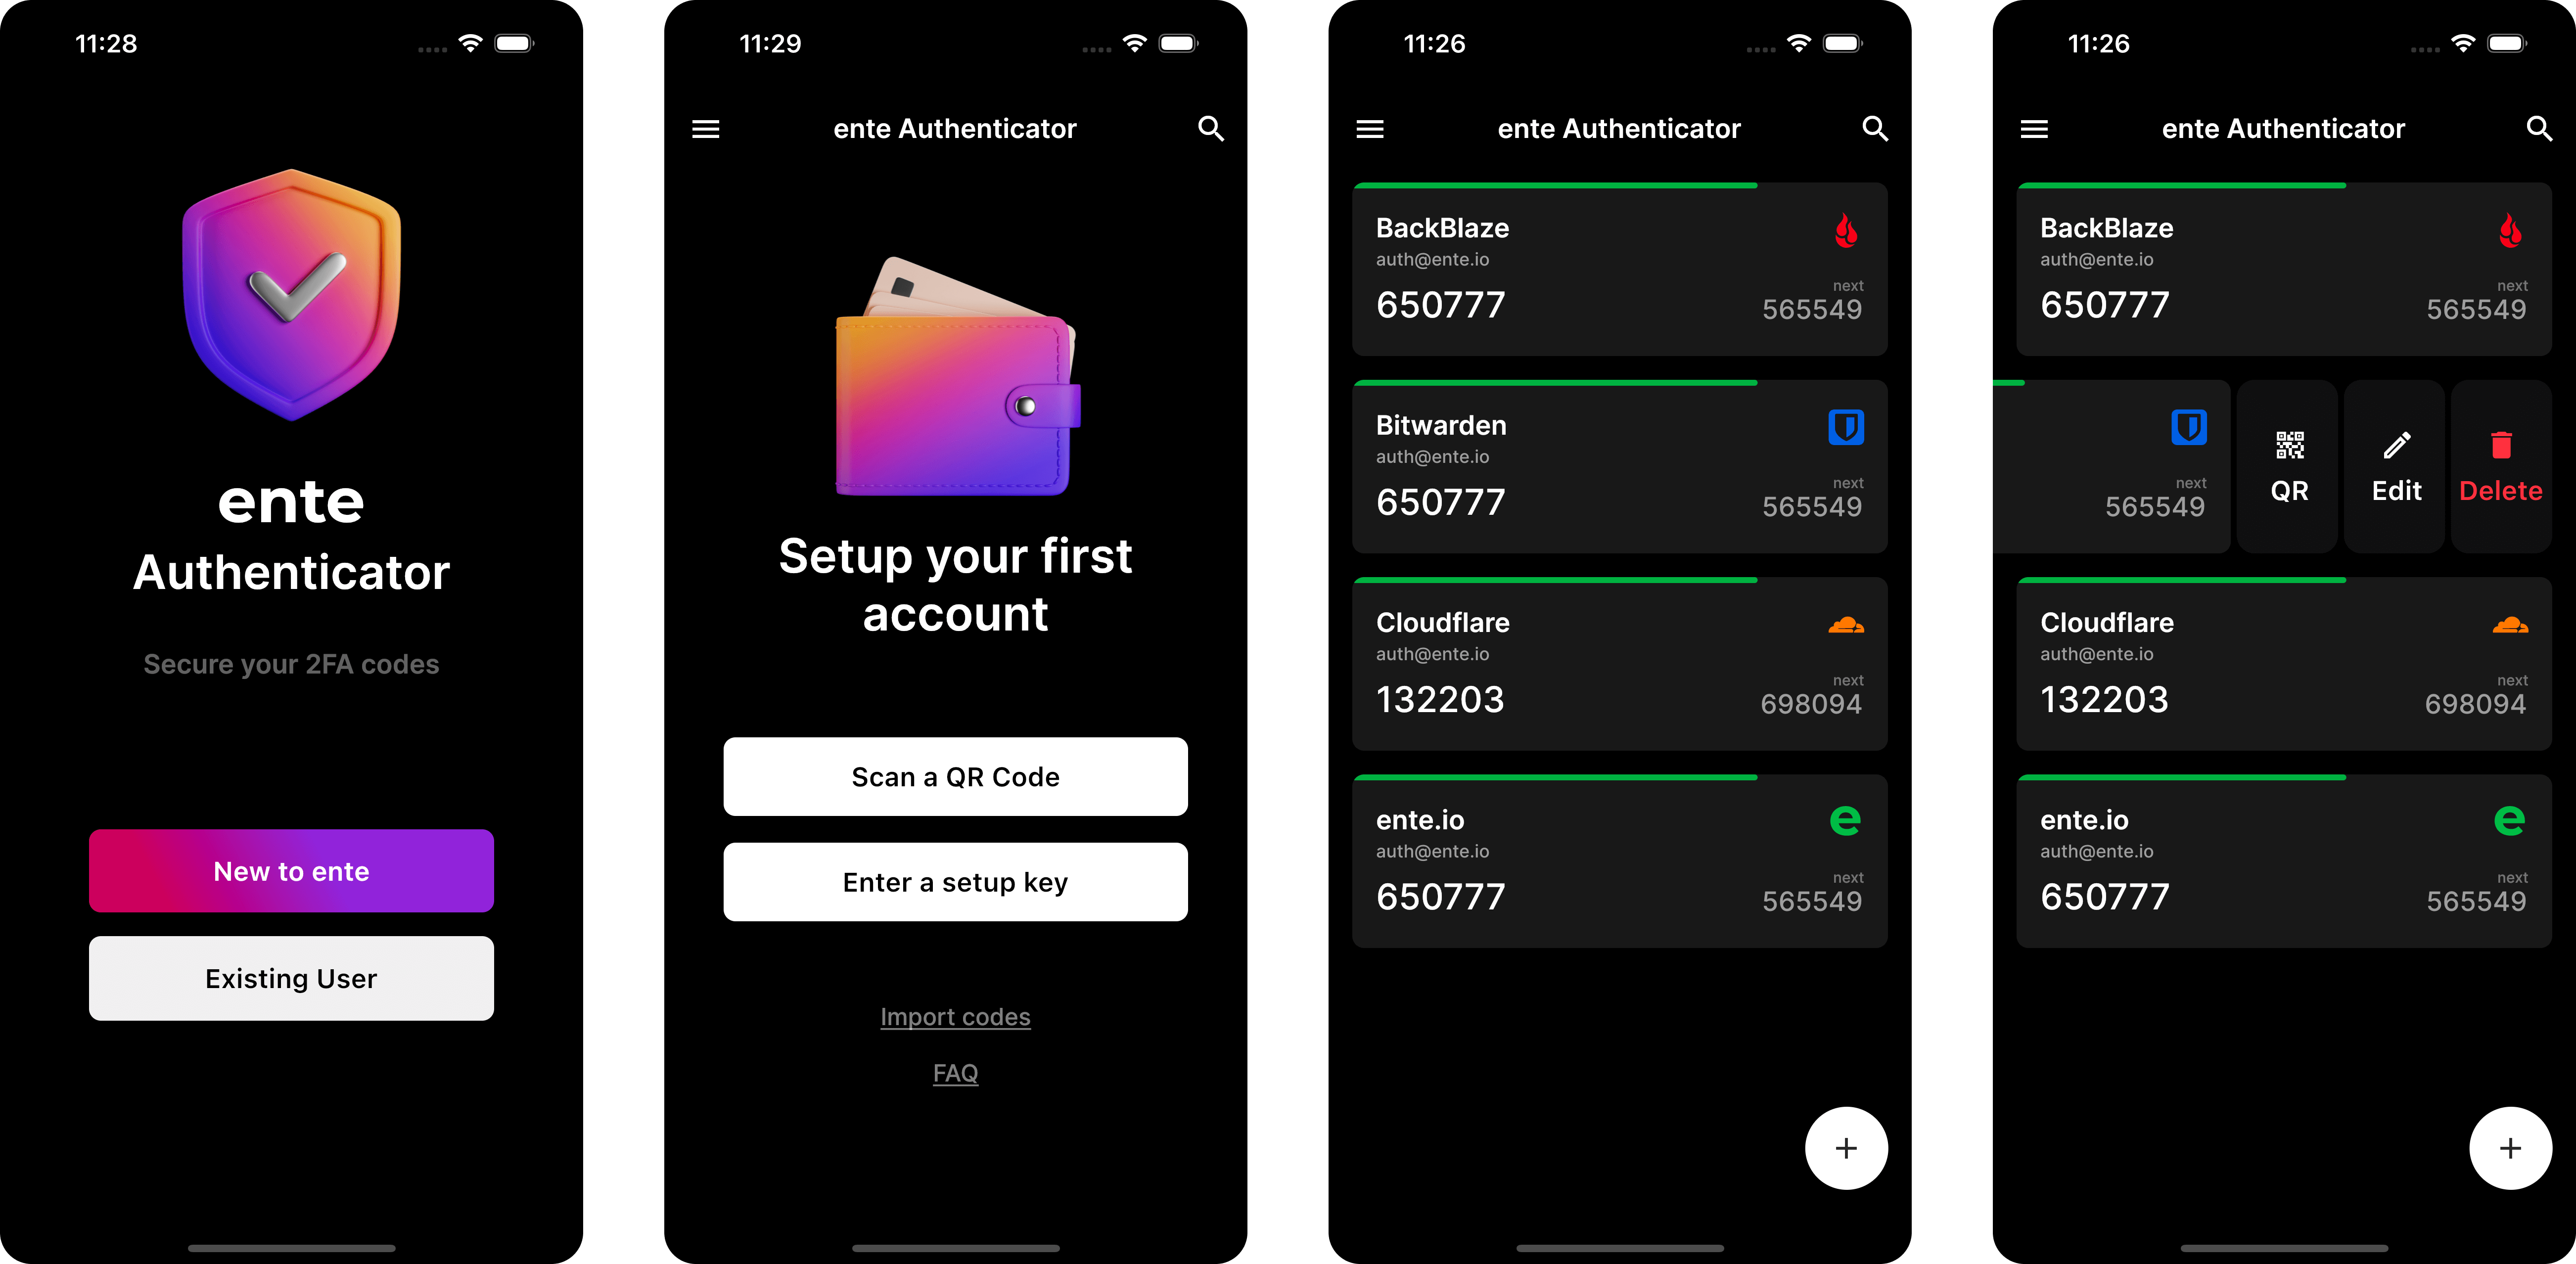 11:28
ente
Authenticator
Secure your 2FA codes
New to ente
Existing User
11:29
ente Authenticator
Setup your first
account
Scan a QR Code
Enter a setup key
Import codes
FAQ
11:26
ente Authenticator
BackBlaze
auth@ente.io
next
650777
565549
Bitwarden
auth@ente.io
next
650777
565549
Cloudflare
auth@ente.io
next
132203
698094
ente.io
e
auth@ente.io
next
650777
565549
+
11:26
ente Authenticator
BackBlaze
auth@ente.io
next
650777
565549
next
565549
QR
Edit
Delete
Cloudflare
auth@ente.io
next
132203
698094
ente.io
e
auth@ente.io
next
650777
565549
+